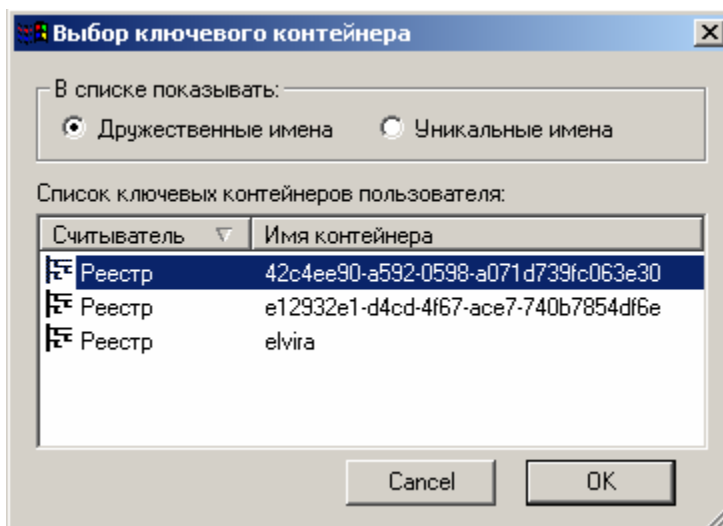 Выбор ключевого контейнера
В списке показывать:
Дружественные имена Уникальные имена
Список ключевых контейнеров пользователя:
Считыватель Имя контейнера
Реестр 42c4ee90-a592-0598-a071d739fc063e30
Реестр e12932e1-d4cd-4f67-ace7-740b7854df6e
Реестр elvira
Cancel OK